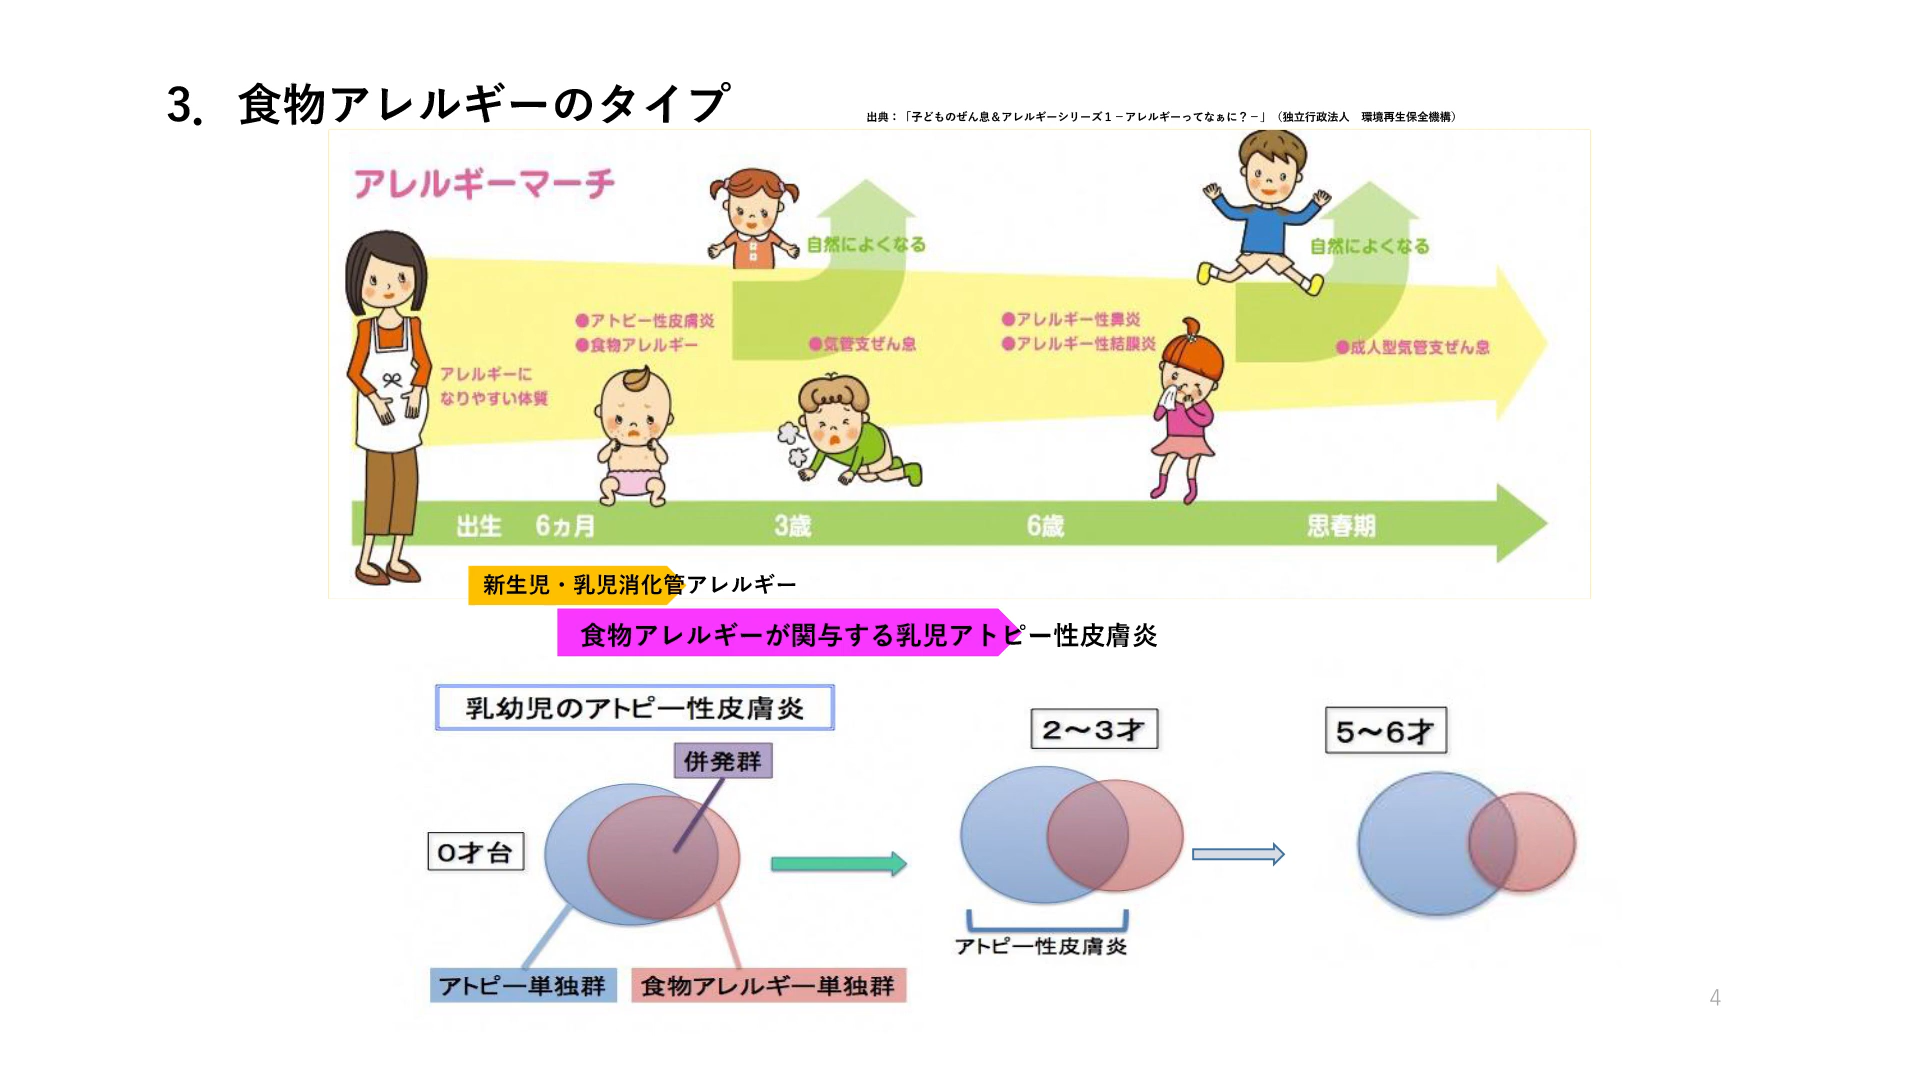 3．食物アレルギーのタイプ
出典：「子どものぜん息＆アレルギーシリーズ１－アレルギーってなぁに？－」（独立行政法人　環境再生保全機構）
アレルギーマーチ
自然によくなる
自然によくなる
●アトピー性皮膚炎
●食物アレルギー
●気管支ぜん息
●アレルギー性鼻炎
●アレルギー性結膜炎
●成人型気管支ぜん息
アレルギーに
なりやすい体質
出生　6ヵ月　3歳　6歳　思春期
新生児・乳児消化管アレルギー
食物アレルギーが関与する乳児アトピー性皮膚炎
乳幼児のアトピー性皮膚炎
併発群
2～3才
5～6才
0才台
アトピー性皮膚炎
アトピー単独群
食物アレルギー単独群
4